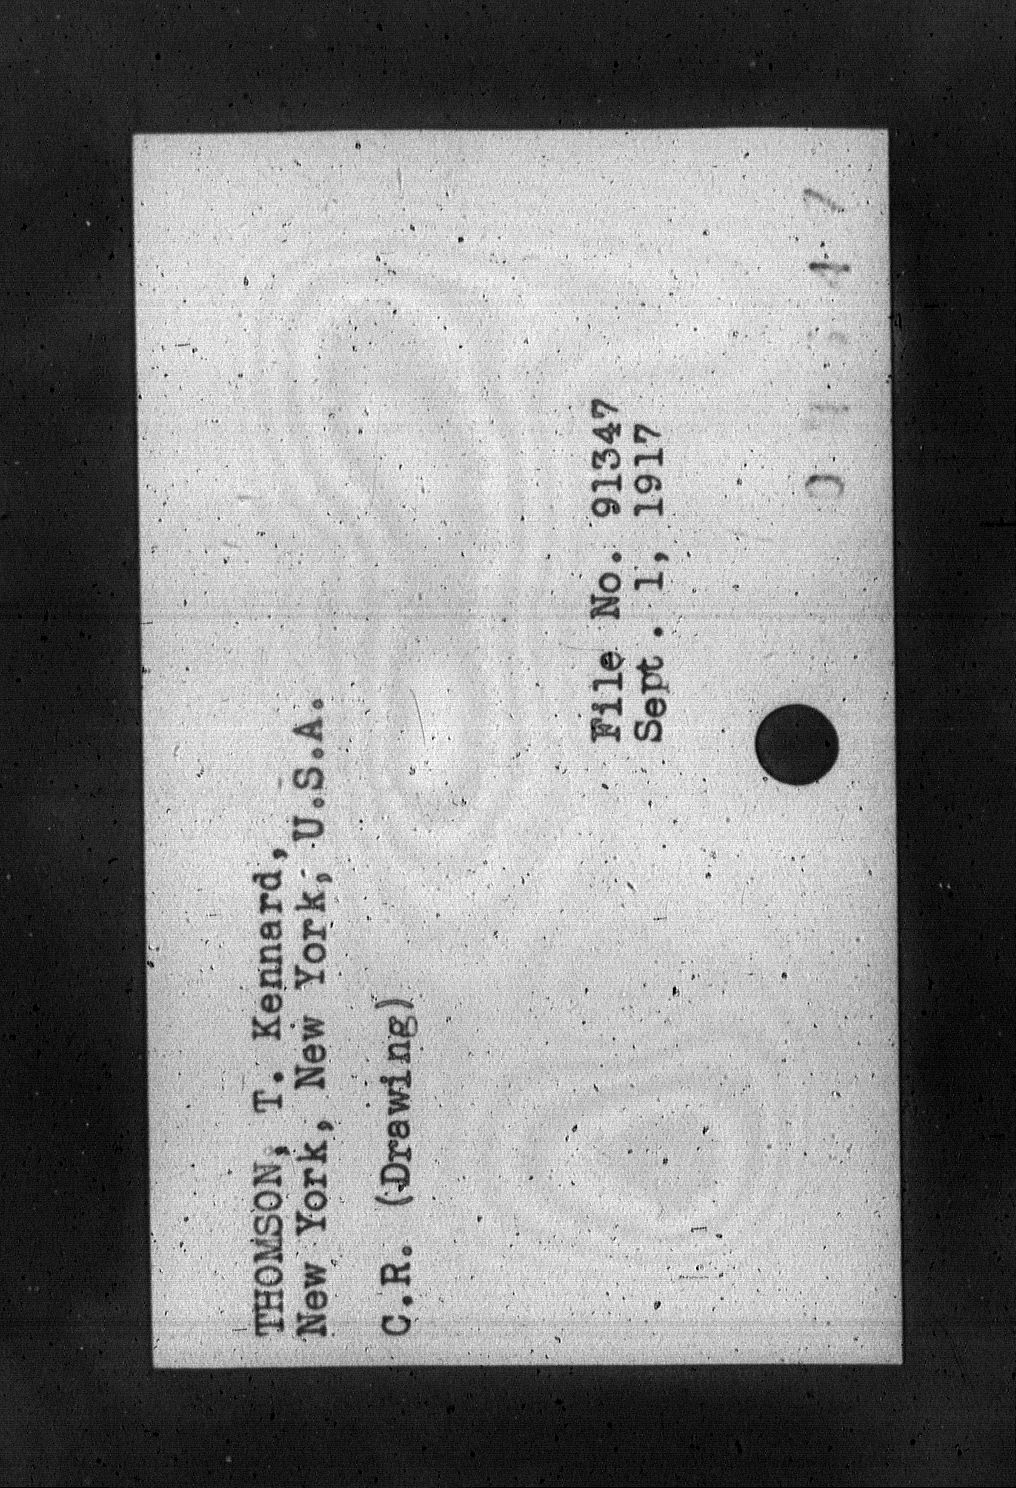 THOMSON, T. Kennard,
New York, New York, U.S.A.
C.R. (Drawing)
File No. 91347
Sept. 1, 1917